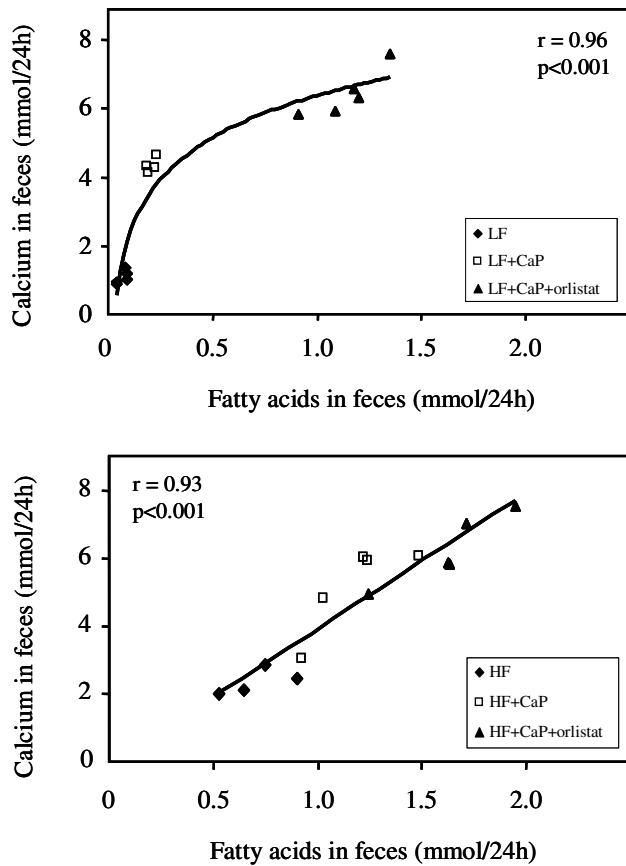 8
6
4
2
0
Calcium in feces (mmol/24h)
r = 0.96
p<0.001
LF
LF+CaP
LF+CaP+orlistat
0 0.5 1.0 1.5 2.0
Fatty acids in feces (mmol/24h)
8
6
4
2
0
Calcium in feces (mmol/24h)
r = 0.93
p<0.001
HF
HF+CaP
HF+CaP+orlistat
0 0.5 1.0 1.5 2.0
Fatty acids in feces (mmol/24h)